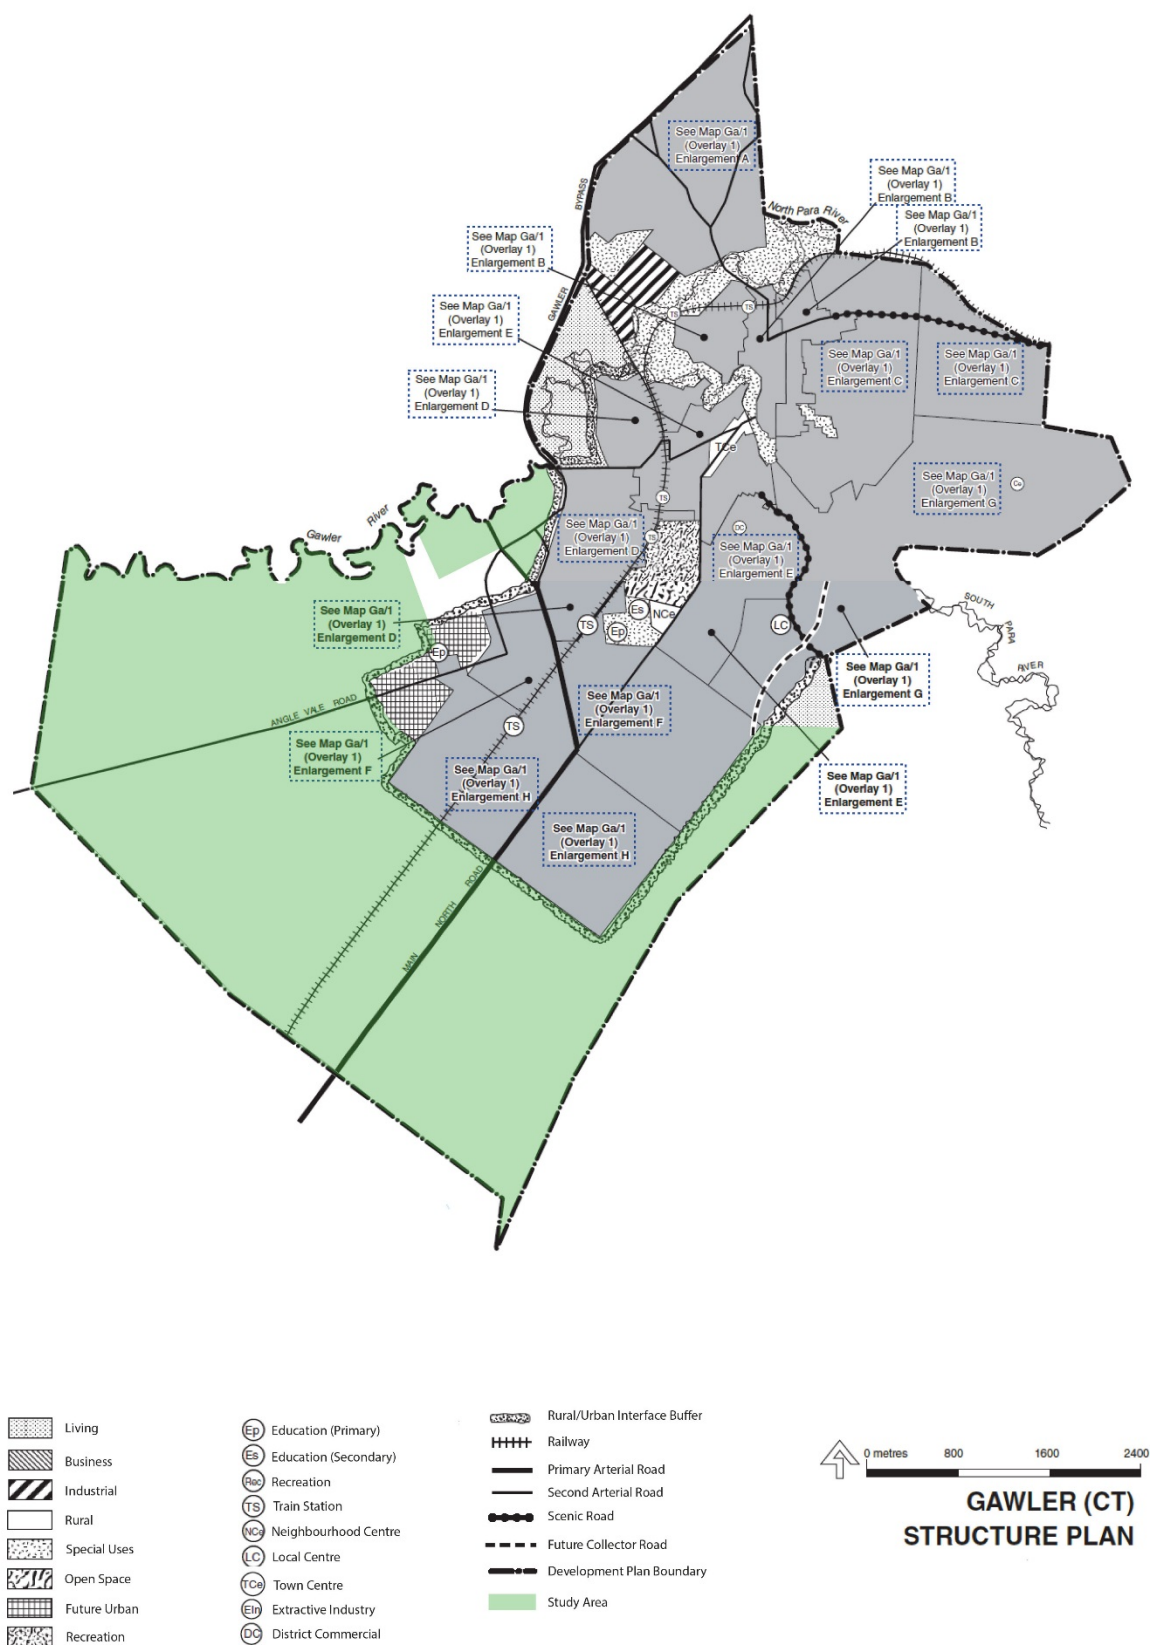 See Map Ga/1
(Overlay 1)
Enlargement A
BYPASS
North Para River
See Map Ga/1
(Overlay 1)
Enlargement B
See Map Ga/1
(Overlay 1)
Enlargement B
See Map Ga/1
(Overlay 1)
Enlargement B
GAWLER
TS
TS
See Map Ga/1
(Overlay 1)
Enlargement E
See Map Ga/1
(Overlay 1)
Enlargement C
See Map Ga/1
(Overlay 1)
Enlargement C
See Map Ga/1
(Overlay 1)
Enlargement D
TCe
See Map Ga/1
(Overlay 1)
Enlargement G
Ce
TS
Gawler
River
See Map Ga/1
(Overlay 1)
Enlargement D
TS
DC
See Map Ga/1
(Overlay 1)
Enlargement E
SOUTH
PARA
RIVER
See Map Ga/1
(Overlay 1)
Enlargement D
Es
NCe
Ep
TS
LC
Ep
See Map Ga/1
(Overlay 1)
Enlargement G
ANGLE VALE ROAD
See Map Ga/1
(Overlay 1)
Enlargement F
TS
See Map Ga/1
(Overlay 1)
Enlargement F
See Map Ga/1
(Overlay 1)
Enlargement H
See Map Ga/1
(Overlay 1)
Enlargement E
See Map Ga/1
(Overlay 1)
Enlargement H
MAIN
NORTH
ROAD
Living
Business
Industrial
Rural
Special Uses
Open Space
Future Urban
Recreation
Ep Education (Primary)
Es Education (Secondary)
Rec Recreation
TS Train Station
NCe Neighbourhood Centre
LC Local Centre
TCe Town Centre
EIn Extractive Industry
DC District Commercial
Rural/Urban Interface Buffer
Railway
Primary Arterial Road
Second Arterial Road
Scenic Road
Future Collector Road
Development Plan Boundary
Study Area
0 metres 800 1600 2400
GAWLER (CT)
STRUCTURE PLAN